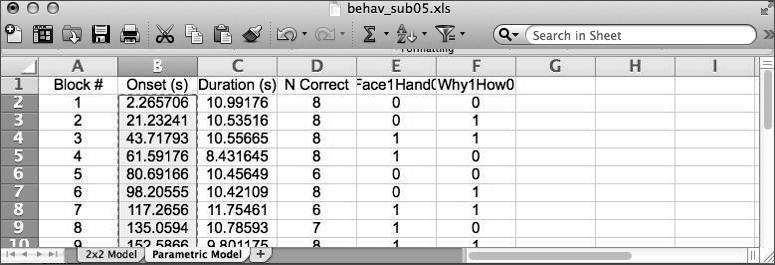 behav_sub05.xls
Search in Sheet
A B C D E F G H I
1 Block # Onset (s) Duration (s) N Correct Face1Hand0 Why1How0
2 1 2.265706 10.99176 8 0 0
3 2 21.23241 10.53516 8 0 1
4 3 43.71793 10.55665 8 1 1
5 4 61.59176 8.431645 8 1 0
6 5 80.69166 10.45649 6 0 0
7 6 98.20555 10.42109 8 0 1
8 7 117.2656 11.75461 6 1 1
9 8 135.0594 10.78593 7 1 0
10 9 152.5866 9.801175 8 1 1
2x2 Model Parametric Model +